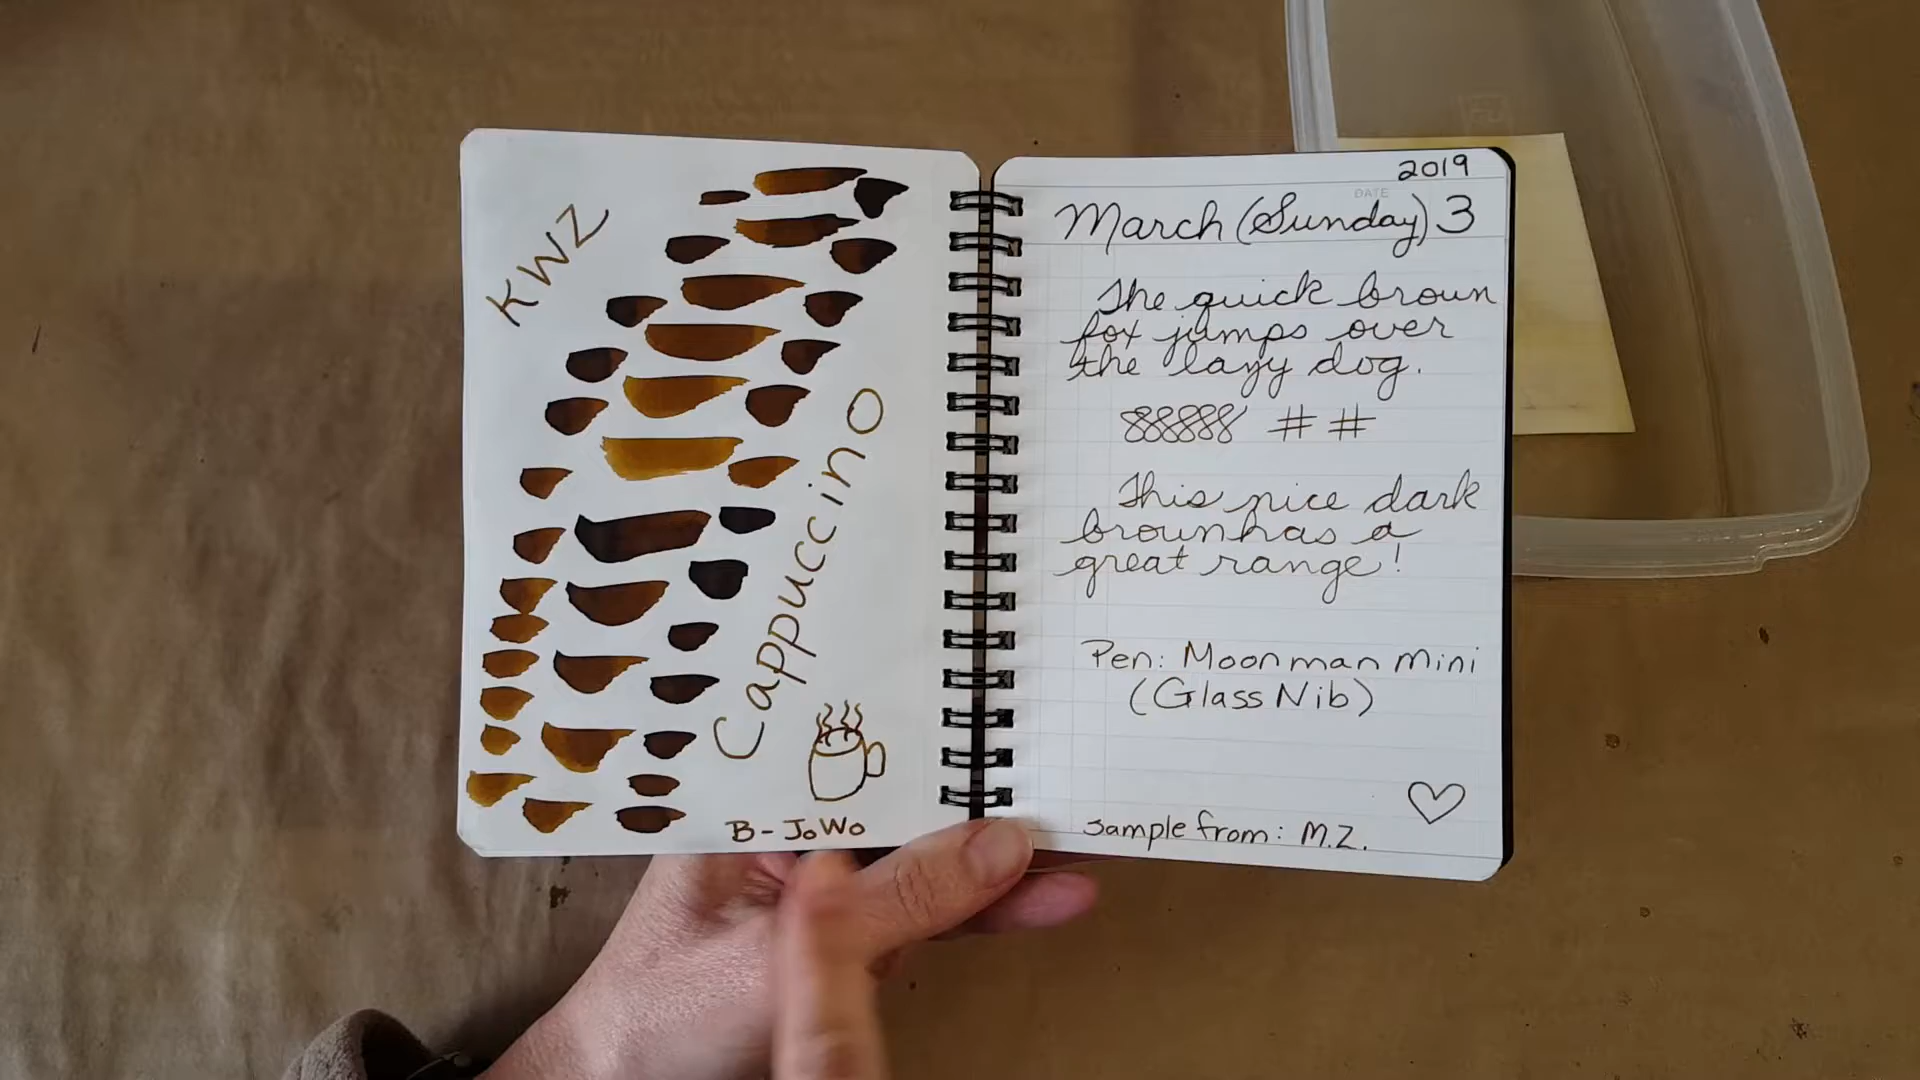 KWZ
Cappuccino
B-JoWo
2019
DATE
March (Sunday) 3
The quick brown
fox jumps over
the lazy dog.
888888 # #
This nice dark
brown has a
great range!
Pen: Moonman Mini
(Glass Nib)
Sample from: M.Z.